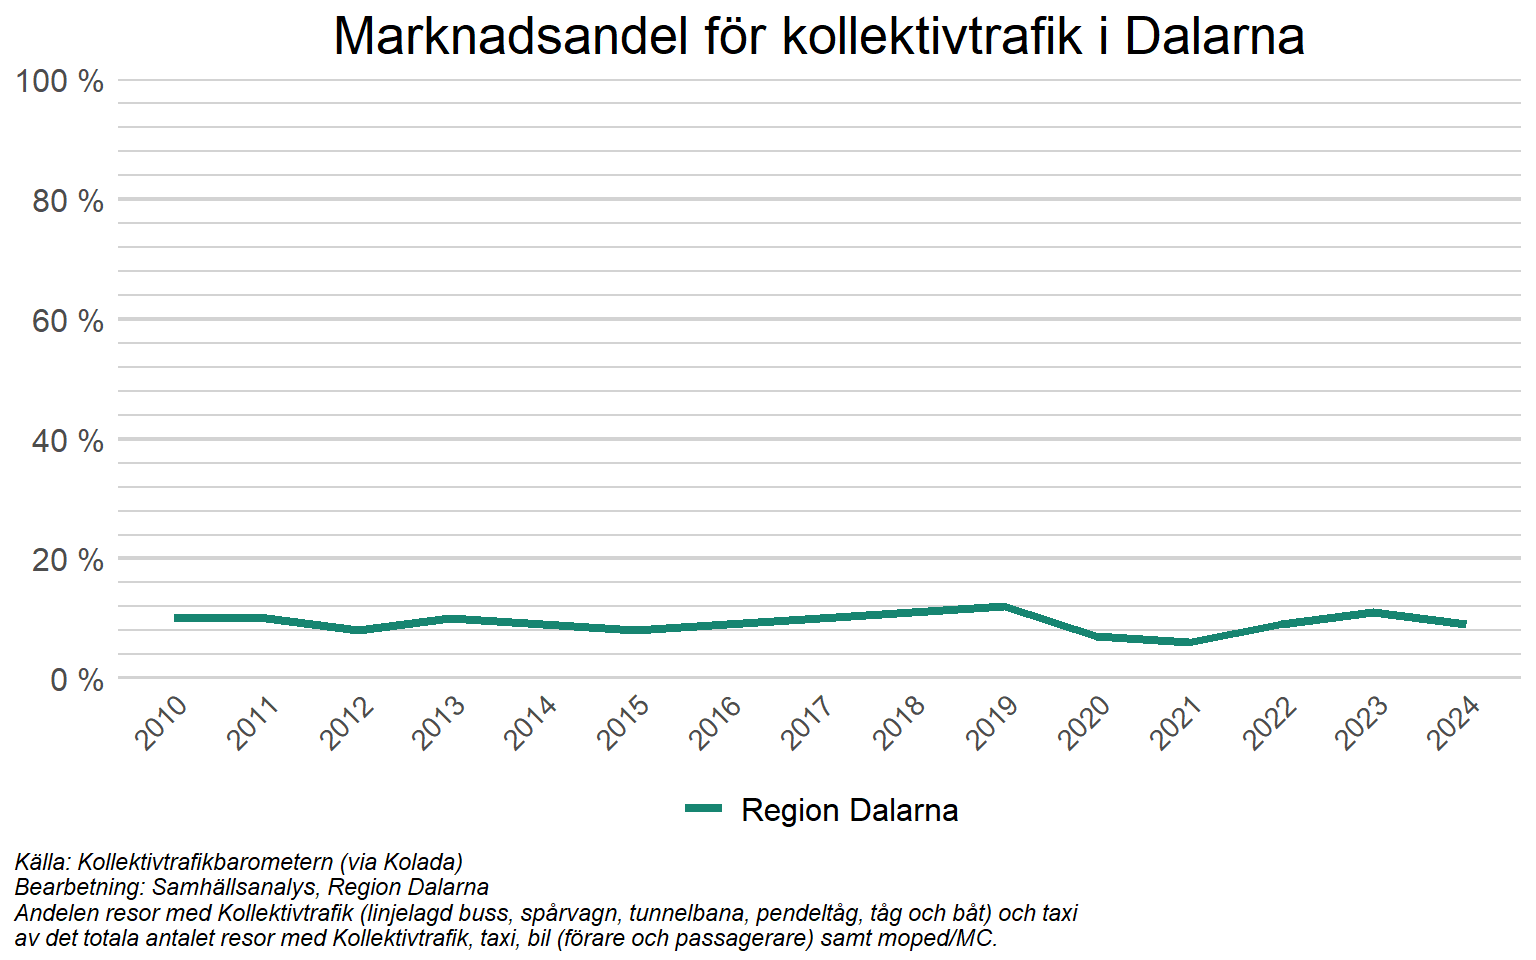 Marknadsandel för kollektivtrafik i Dalarna
100 %
80 %
60 %
40 %
20 %
0 %
2010 2011 2012 2013 2014 2015 2016 2017 2018 2019 2020 2021 2022 2023 2024
Region Dalarna
Källa: Kollektivtrafikbarometern (via Kolada)
Bearbetning: Samhällsanalys, Region Dalarna
Andelen resor med Kollektivtrafik (linjelagd buss, spårvagn, tunnelbana, pendeltåg, tåg och båt) och taxi
av det totala antalet resor med Kollektivtrafik, taxi, bil (förare och passagerare) samt moped/MC.